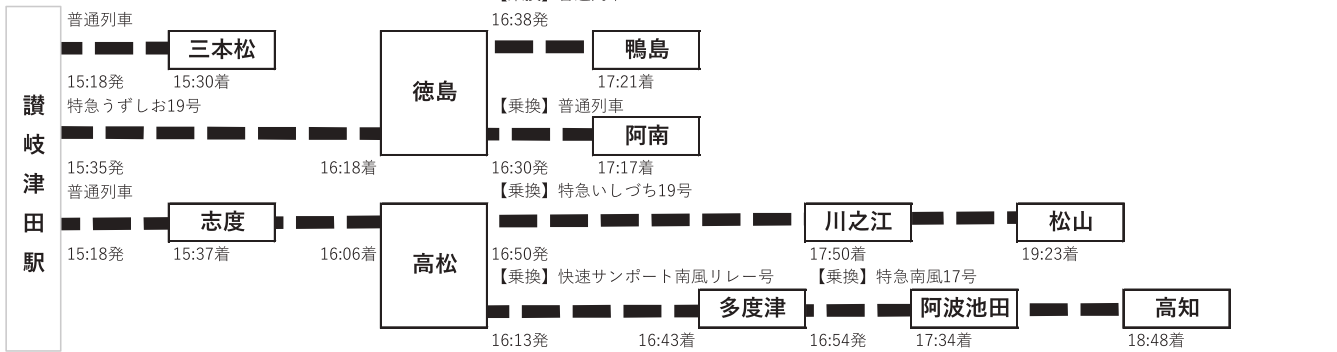 讃岐津田駅
普通列車
三本松
15:18発
15:30着
特急うずしお19号
徳島
15:35発
16:18着
16:38発
鴨島
17:21着
【乗換】普通列車
阿南
16:30発
17:17着
普通列車
志度
高松
15:18発
15:37着
16:06着
【乗換】特急いしづち19号
川之江
松山
16:50発
17:50着
19:23着
【乗換】快速サンポート南風リレー号
【乗換】特急南風17号
多度津
阿波池田
高知
16:13発
16:43着
16:54発
17:34着
18:48着